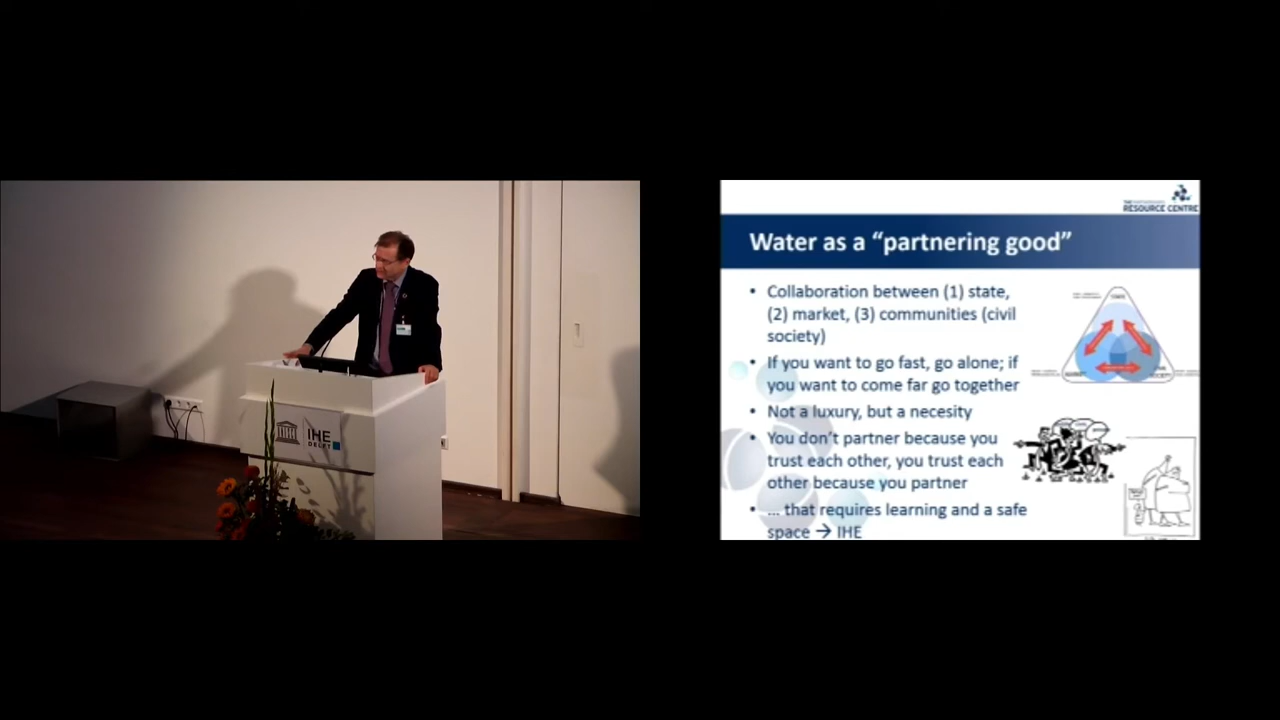 IHE
DELFT
RESOURCE CENTRE
Water as a “partnering good”
• Collaboration between (1) state,
(2) market, (3) communities (civil
society)
• If you want to go fast, go alone; if
you want to come far go together
• Not a luxury, but a necesity
• You don’t partner because you
trust each other, you trust each
other because you partner
• … that requires learning and a safe
space → IHE
STATE